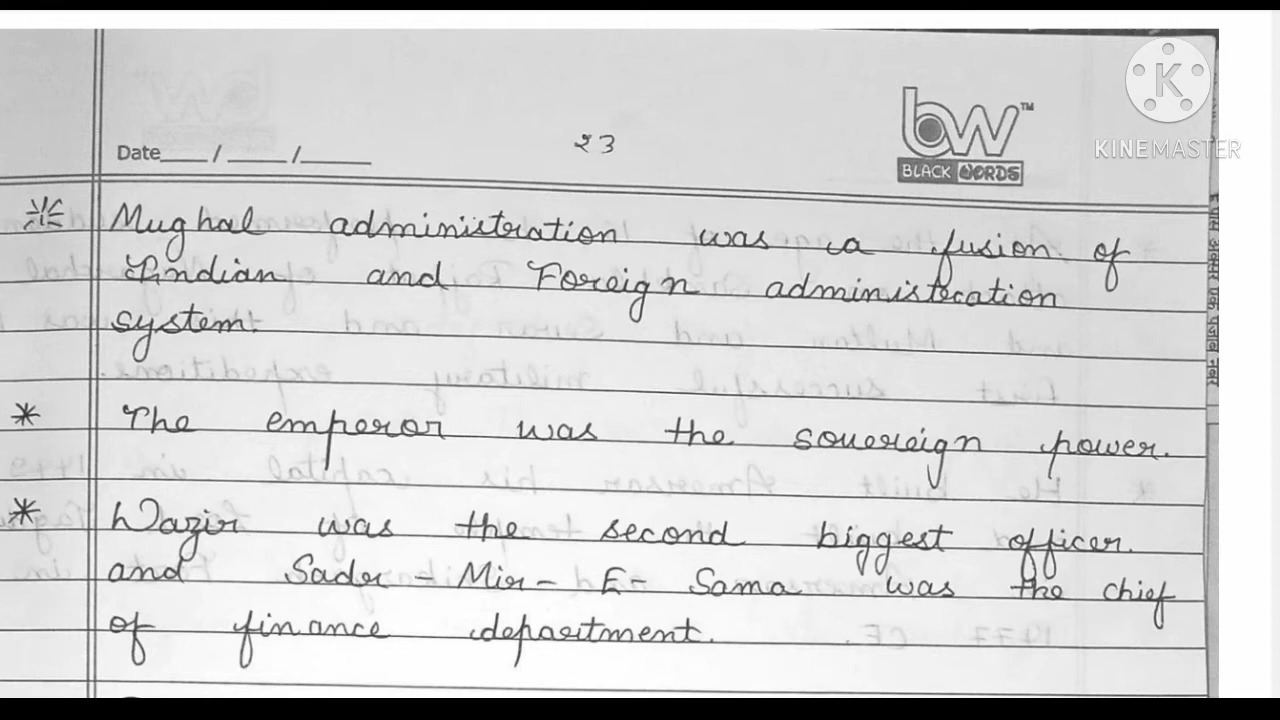 K
KINEMASTER
bw™
BLACK WORDS
Date___/___/___
23
Mughal administration was a fusion of
Indian and Foreign administration
system.
* The emperor was the sovereign power.
* Wazir was the second biggest officer.
and Sadr - Mir - E - Sama was the chief
of finance department.